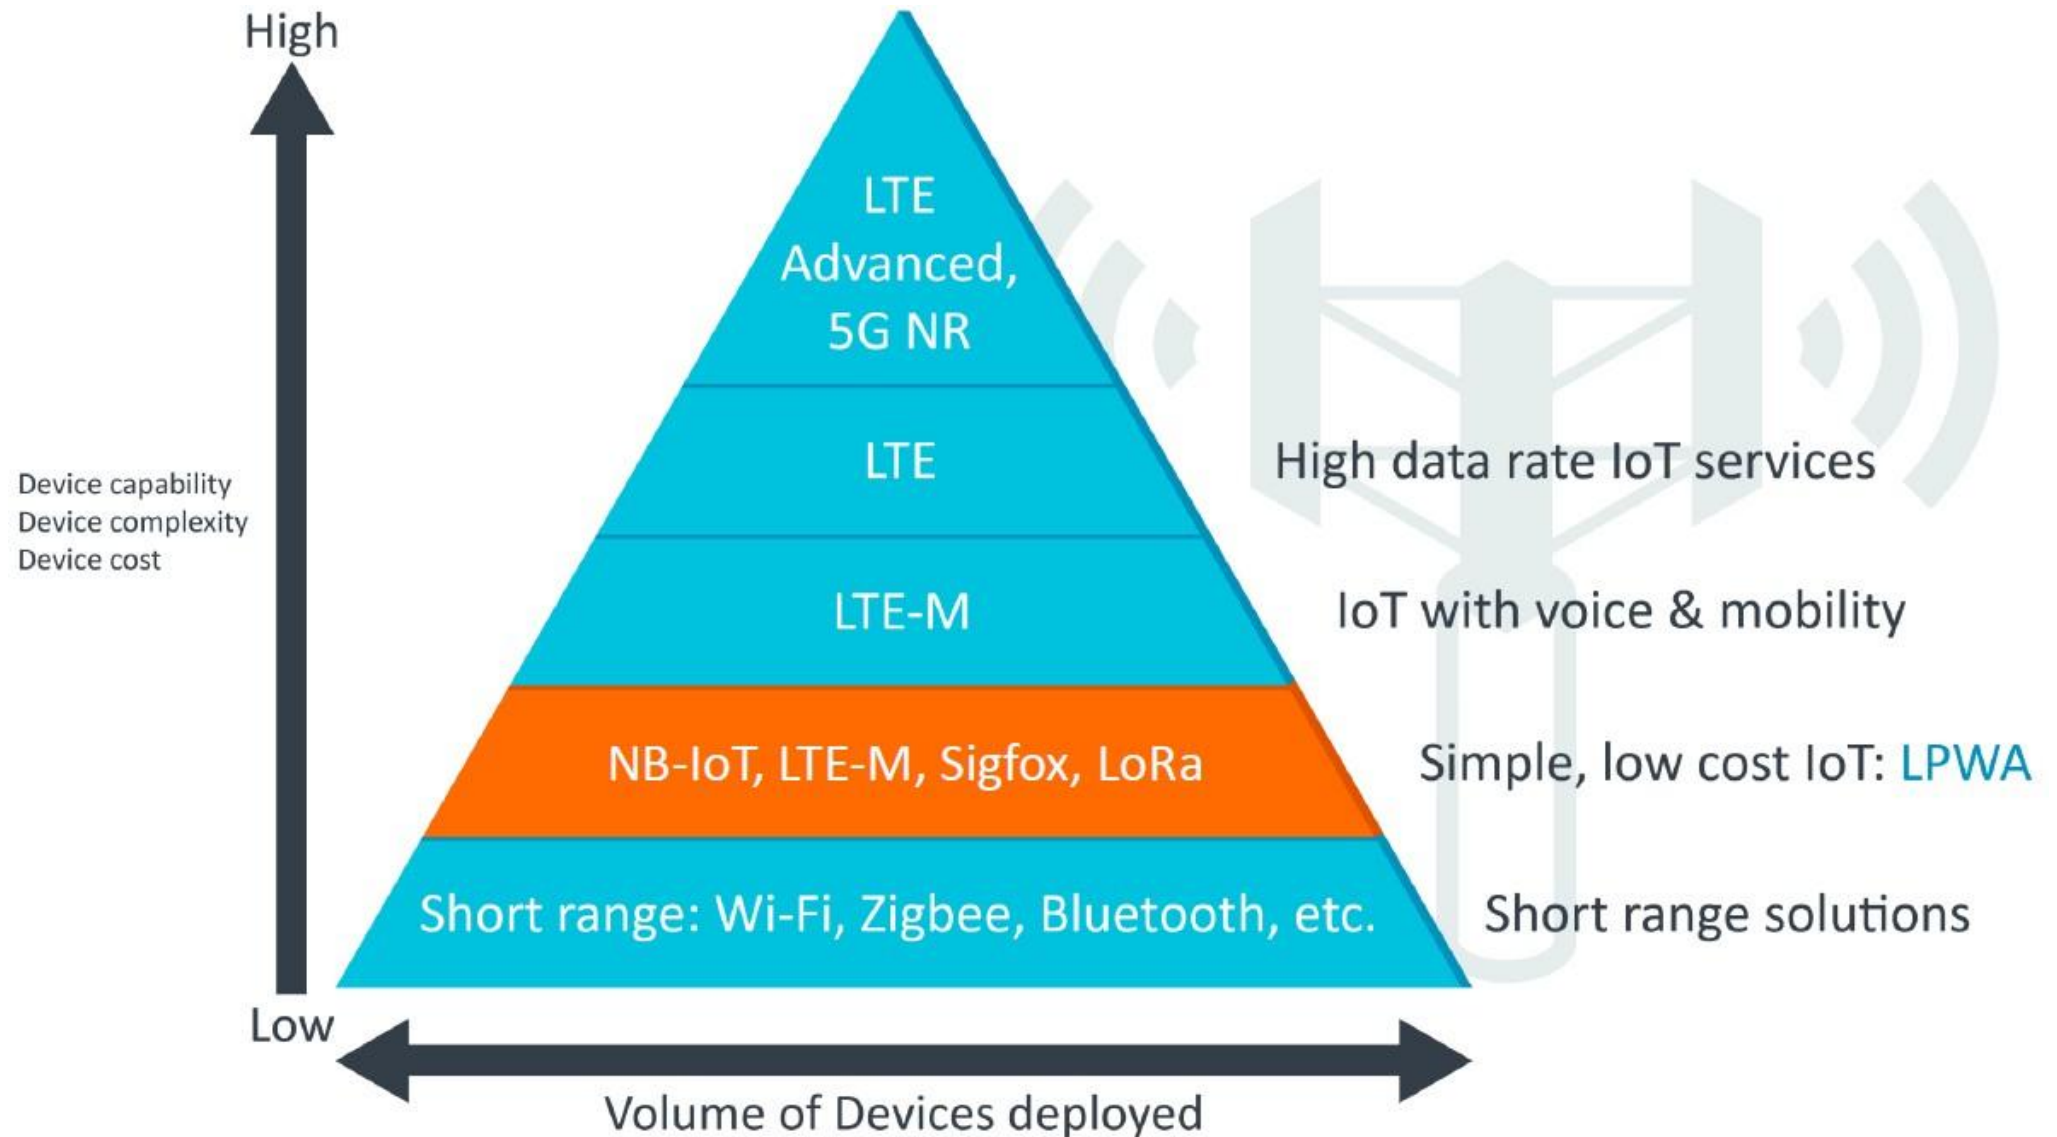 High
LTE
Advanced,
5G NR
LTE
High data rate IoT services
Device capability
Device complexity
Device cost
LTE-M
IoT with voice & mobility
NB-IoT, LTE-M, Sigfox, LoRa
Simple, low cost IoT: LPWA
Short range: Wi-Fi, Zigbee, Bluetooth, etc.
Short range solutions
Low
Volume of Devices deployed